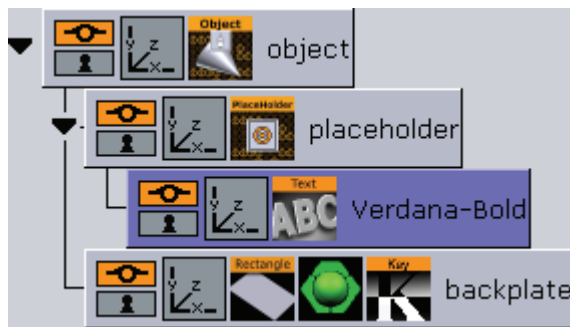 Object
y z
x
object
PlaceHolder
y z
x
placeholder
Text
y z
x
ABC
Verdana-Bold
Rectangle
Key
y z
x
K
backplate